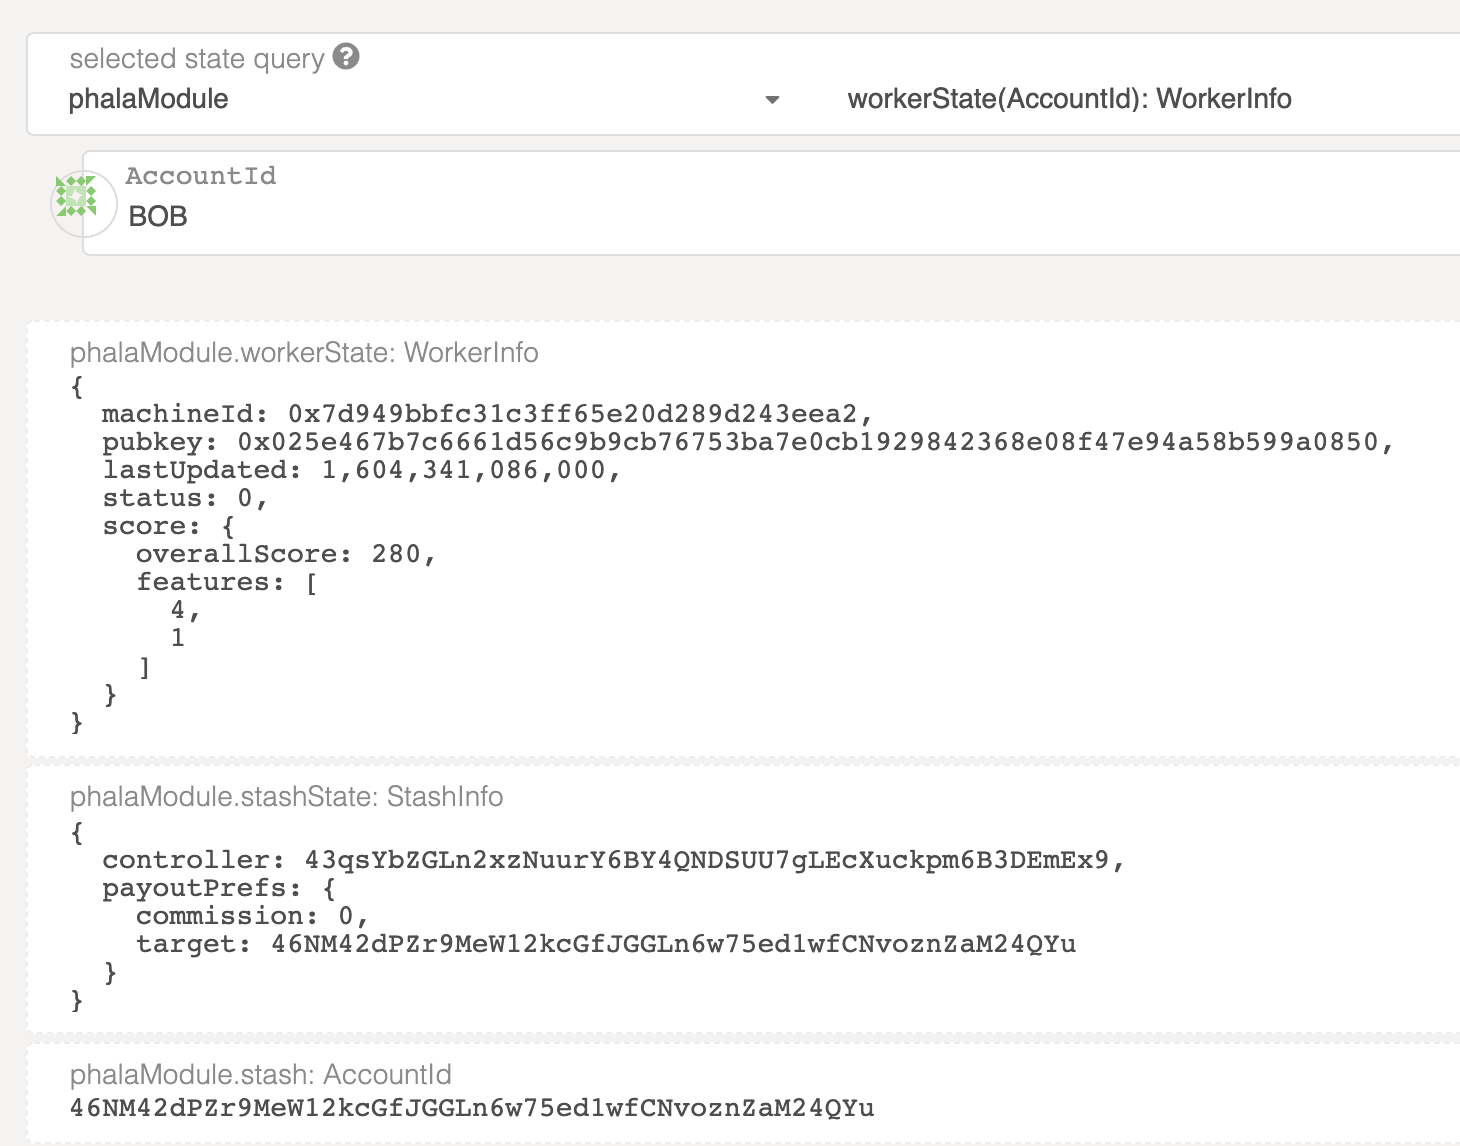 selected state query ?
phalaModule
workerState(AccountId): WorkerInfo
AccountId
BOB
phalaModule.workerState: WorkerInfo
{
  machineId: 0x7d949bbfc31c3ff65e20d289d243eea2,
  pubkey: 0x025e467b7c6661d56c9b9cb76753ba7e0cb1929842368e08f47e94a58b599a0850,
  lastUpdated: 1,604,341,086,000,
  status: 0,
  score: {
    overallScore: 280,
    features: [
      4,
      1
    ]
  }
}
phalaModule.stashState: StashInfo
{
  controller: 43qsYbZGLn2xzNuurY6BY4QNDSUU7gLEcXuckpm6B3DEmEx9,
  payoutPrefs: {
    commission: 0,
    target: 46NM42dPZr9MeW12kcGfJGGLn6w75ed1wfCNvoznZaM24QYu
  }
}
phalaModule.stash: AccountId
46NM42dPZr9MeW12kcGfJGGLn6w75ed1wfCNvoznZaM24QYu